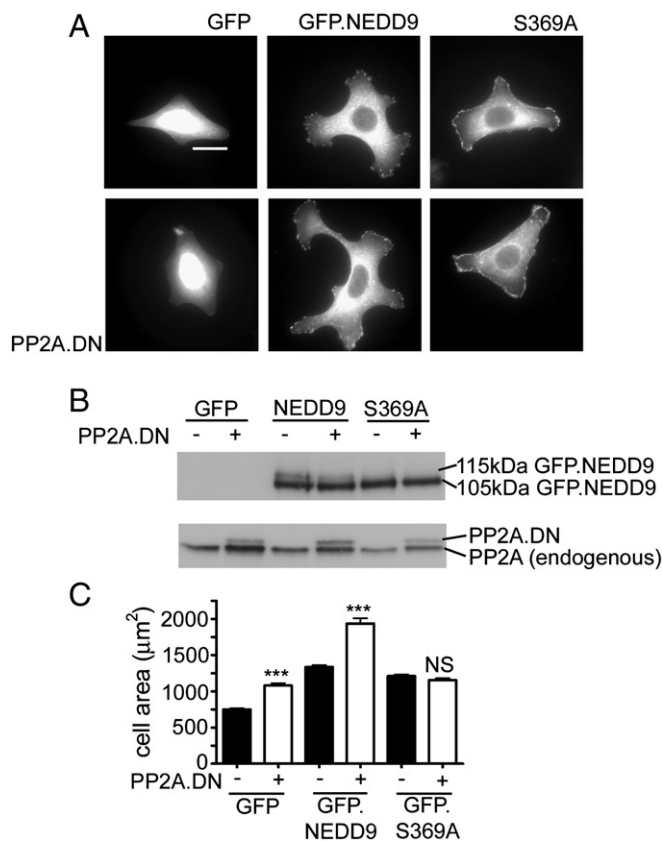 A
GFP GFP.NEDD9 S369A
PP2A.DN
B
GFP NEDD9 S369A
PP2A.DN - + - + - +
115kDa GFP.NEDD9
105kDa GFP.NEDD9
PP2A.DN
PP2A (endogenous)
C
cell area (μm²)
2000
1500
1000
500
0
*** *** NS
PP2A.DN - + - + - +
GFP GFP. GFP.
NEDD9 S369A